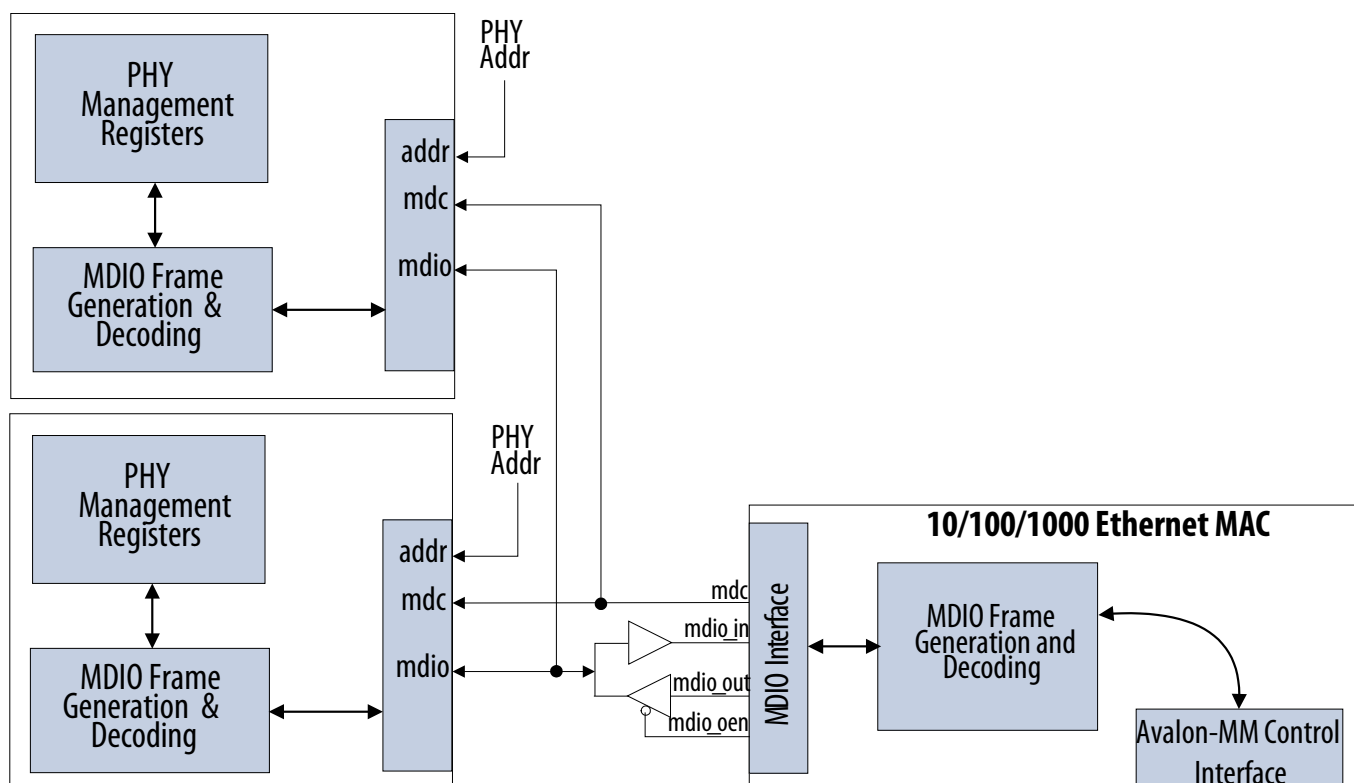 PHY
Management
Registers
MDIO Frame
Generation &
Decoding
addr
mdc
mdio
PHY
Addr
PHY
Management
Registers
MDIO Frame
Generation &
Decoding
addr
mdc
mdio
PHY
Addr
10/100/1000 Ethernet MAC
mdc
mdio_in
mdio_out
mdio_oen
MDIO Interface
MDIO Frame
Generation and
Decoding
Avalon-MM Control
Interface